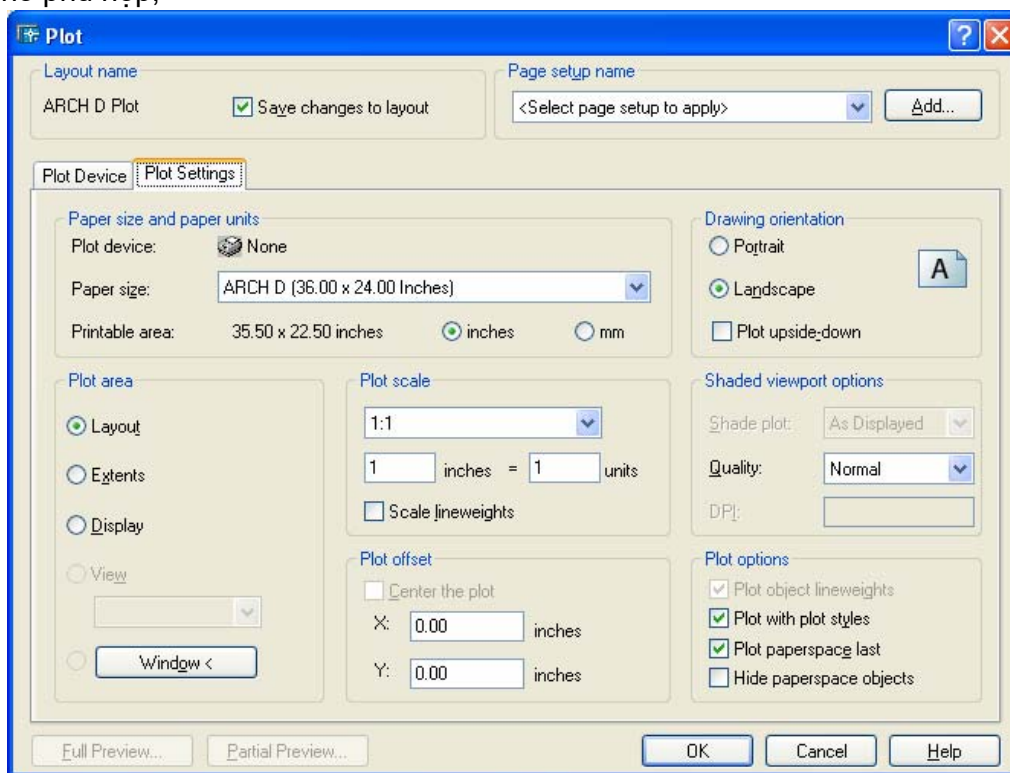 phù hợp,
Plot
Layout name
ARCH D Plot
Save changes to layout
Page setup name
<Select page setup to apply>
Add...
Plot Device
Plot Settings
Paper size and paper units
Plot device:
None
Paper size:
ARCH D (36.00 x 24.00 Inches)
Printable area:
35.50 x 22.50 inches
inches
mm
Drawing orientation
Portrait
A
Landscape
Plot upside-down
Plot area
Layout
Extents
Display
View
Window <
Plot scale
1:1
1 inches = 1 units
Scale lineweights
Plot offset
Center the plot
X: 0.00 inches
Y: 0.00 inches
Shaded viewport options
Shade plot: As Displayed
Quality: Normal
DPI:
Plot options
Plot object lineweights
Plot with plot styles
Plot paperspace last
Hide paperspace objects
Full Preview...
Partial Preview...
OK
Cancel
Help